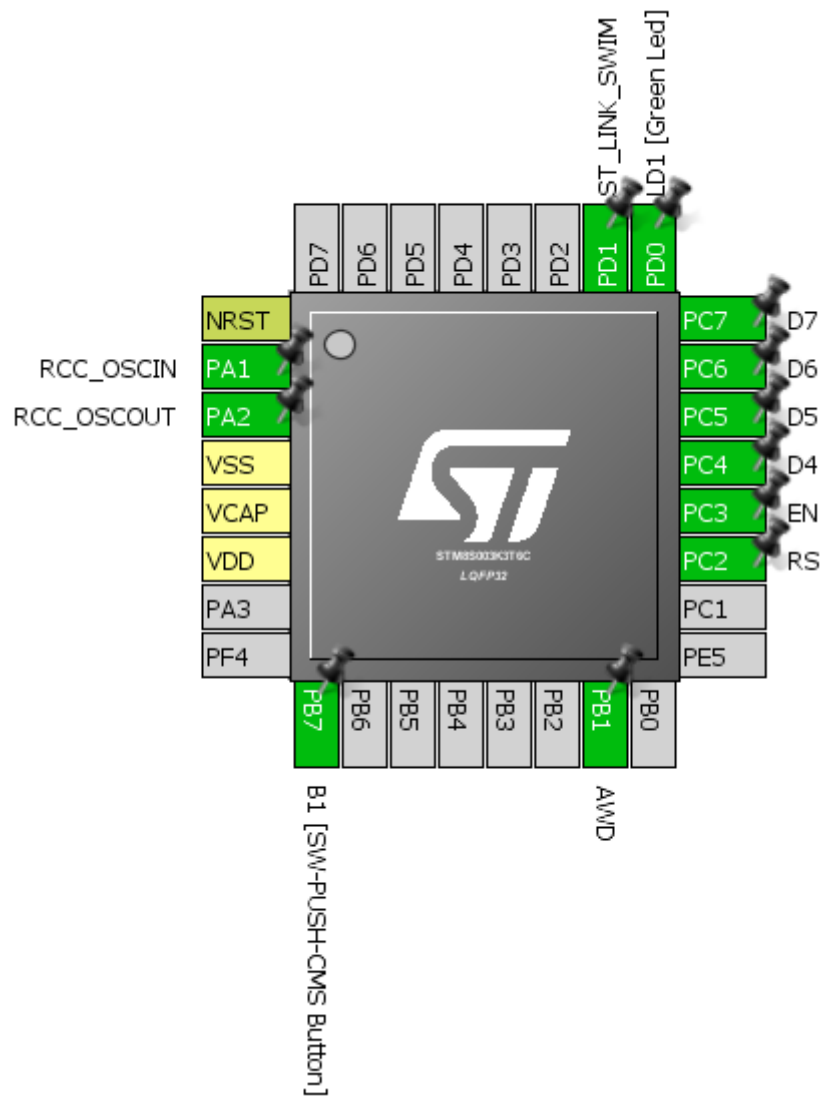 ST_LINK_SWIM
LD1 [Green Led]
PD7
PD6
PD5
PD4
PD3
PD2
PD1
PD0
NRST
RCC_OSCIN PA1
RCC_OSCOUT PA2
VSS
VCAP
VDD
PA3
PF4
PC7 D7
PC6 D6
PC5 D5
PC4 D4
PC3 EN
PC2 RS
PC1
PE5
ST
STM8S003K3T6C
LQFP32
PB7
PB6
PB5
PB4
PB3
PB2
PB1
PB0
B1 [SW-PUSH-CMS Button]
AWD